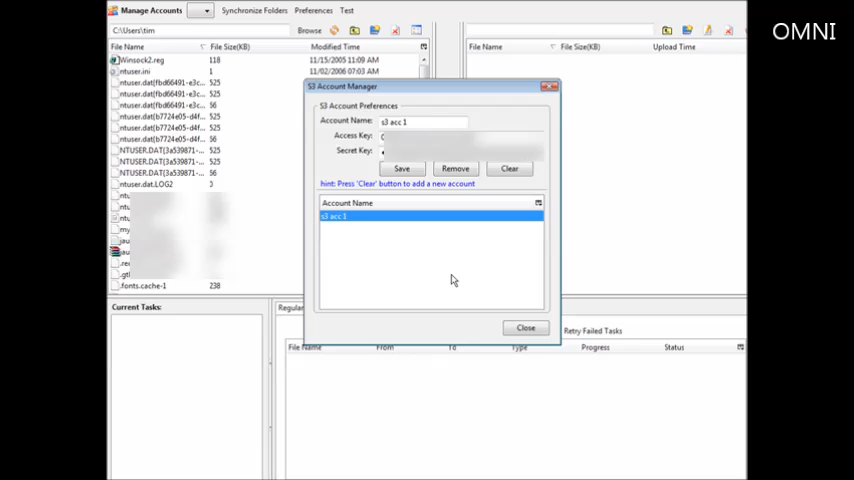 OMNI
Manage Accounts Synchronize Folders Preferences Test
C:\Users\tim Browse
File Name File Size(KB) Modified Time File Name File Size(KB) Upload Time
Winsock2.reg 118 11/15/2005 11:09 AM
ntuser.ini 1 11/02/2006 07:03 AM
ntuser.dat{fbd66491-e3c... 525
ntuser.dat{fbd66491-e3c... 525
ntuser.dat{fbd66491-e3c... 56
ntuser.dat{b7724e05-d4f... 525
ntuser.dat{b7724e05-d4f... 525
ntuser.dat{b7724e05-d4f... 56
NTUSER.DAT{3a539871-... 525
NTUSER.DAT{3a539871-... 525
NTUSER.DAT{3a539871-... 56
ntuser.dat.LOG2 0
.fonts.cache-1 238
S3 Account Manager
S3 Account Preferences
Account Name: s3 acc 1
Access Key:
Secret Key:
Save Remove Clear
hint: Press 'Clear' button to add a new account
Account Name
s3 acc 1
Close
Current Tasks: Regular
Retry Failed Tasks
File Name From To Type Progress Status